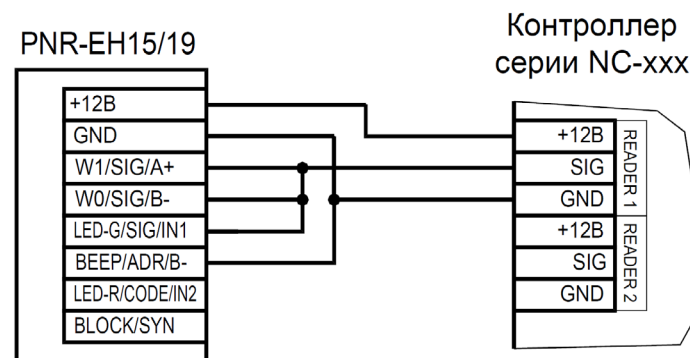 PNR-EH15/19
+12В
GND
W1/SIG/A+
W0/SIG/B-
LED-G/SIG/IN1
BEEP/ADR/B-
LED-R/CODE/IN2
BLOCK/SYN
Контроллер
серии NC-xxx
+12В
SIG
GND
READER 1
+12В
SIG
GND
READER 2